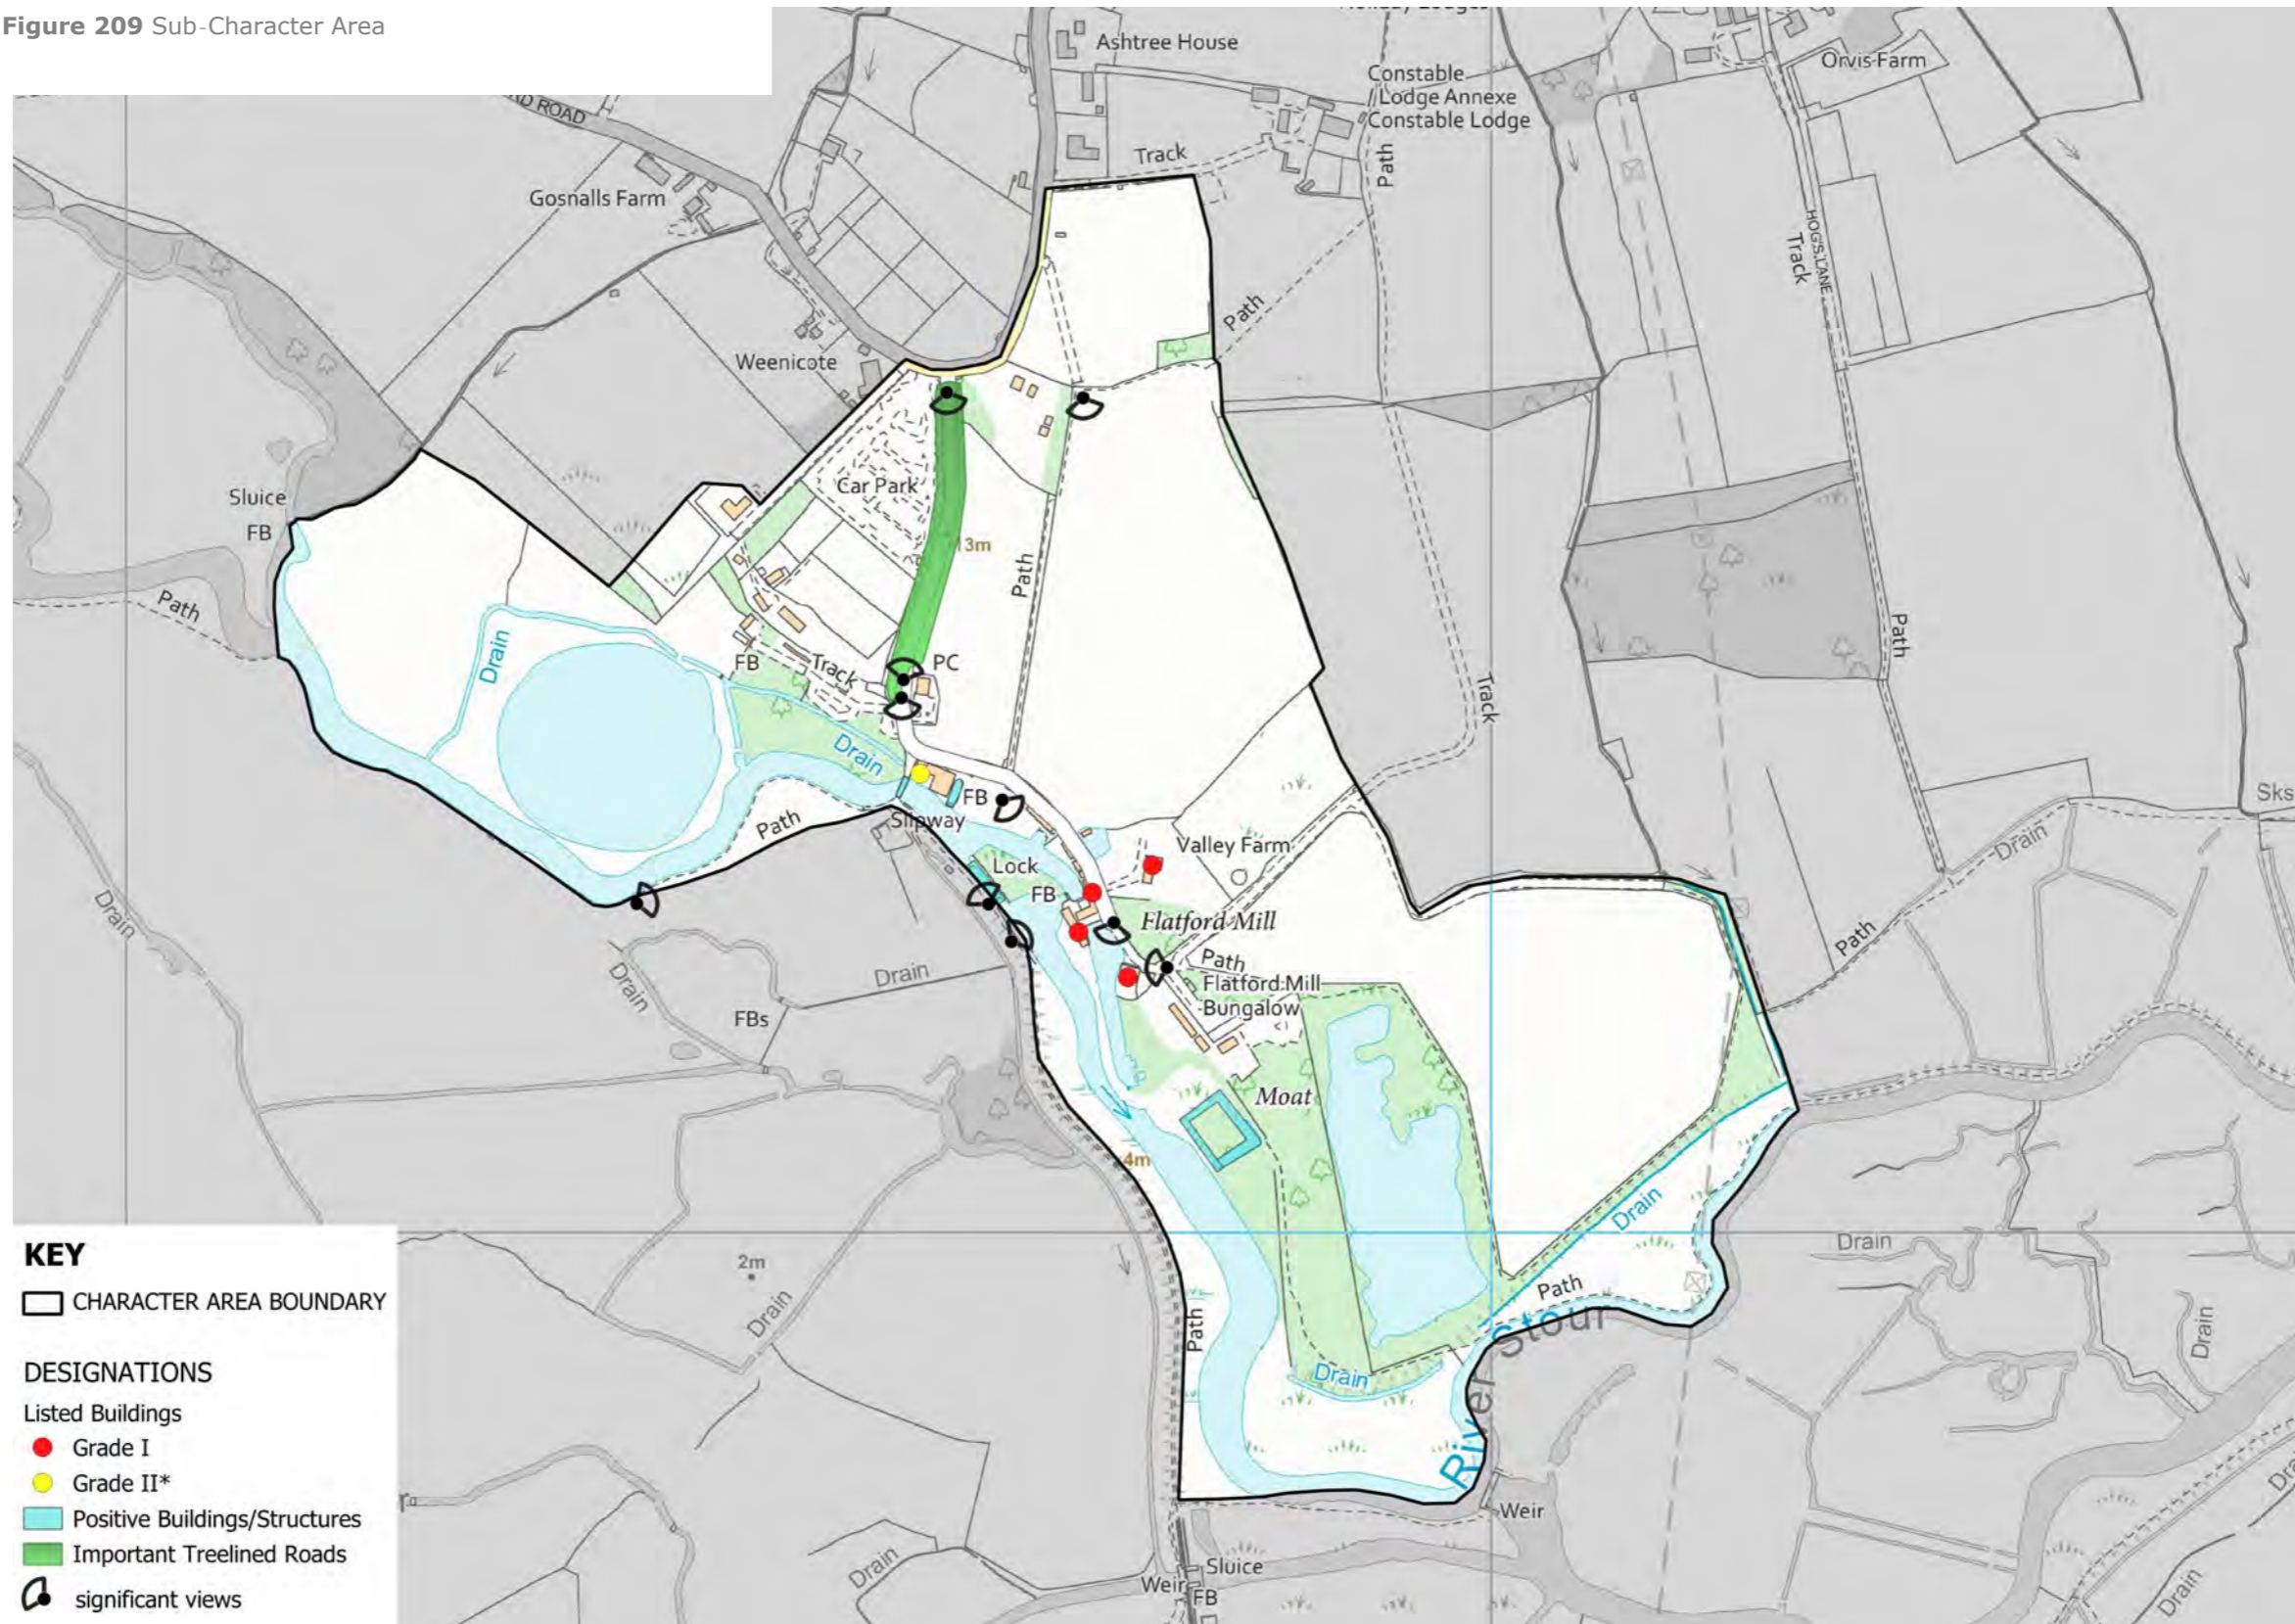 Figure 209 Sub-Character Area
Ashtree House
Orvis Farm
Constable
Lodge Annexe
Constable Lodge
Track
Path
Gosnalls Farm
HOG'S LANE
Track
Path
Weenicote
Car Park
Sluice
FB
13m
Path
Path
Path
Drain
FB
Track
PC
Track
Drain
FB
Slipway
Path
Sks
Valley Farm
Drain
Lock
FB
Drain
Flatford Mill
Path
Path
Drain
Drain
Flatford Mill
Bungalow
FBs
Moat
4m
Drain
Drain
2m
Path
Drain
Path
Drain
Drain
River Stour
Weir
Sluice
Weir
FB
Drain
Drain
KEY
CHARACTER AREA BOUNDARY
DESIGNATIONS
Listed Buildings
Grade I
Grade II*
Positive Buildings/Structures
Important Treelined Roads
significant views